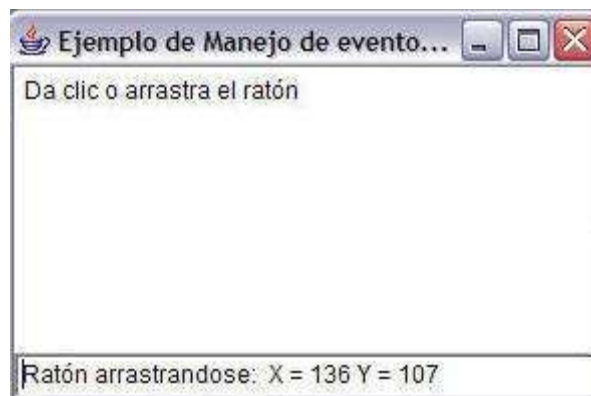 Ejemplo de Manejo de evento...
Da clic o arrastra el ratón
Ratón arrastrandose: X = 136 Y = 107